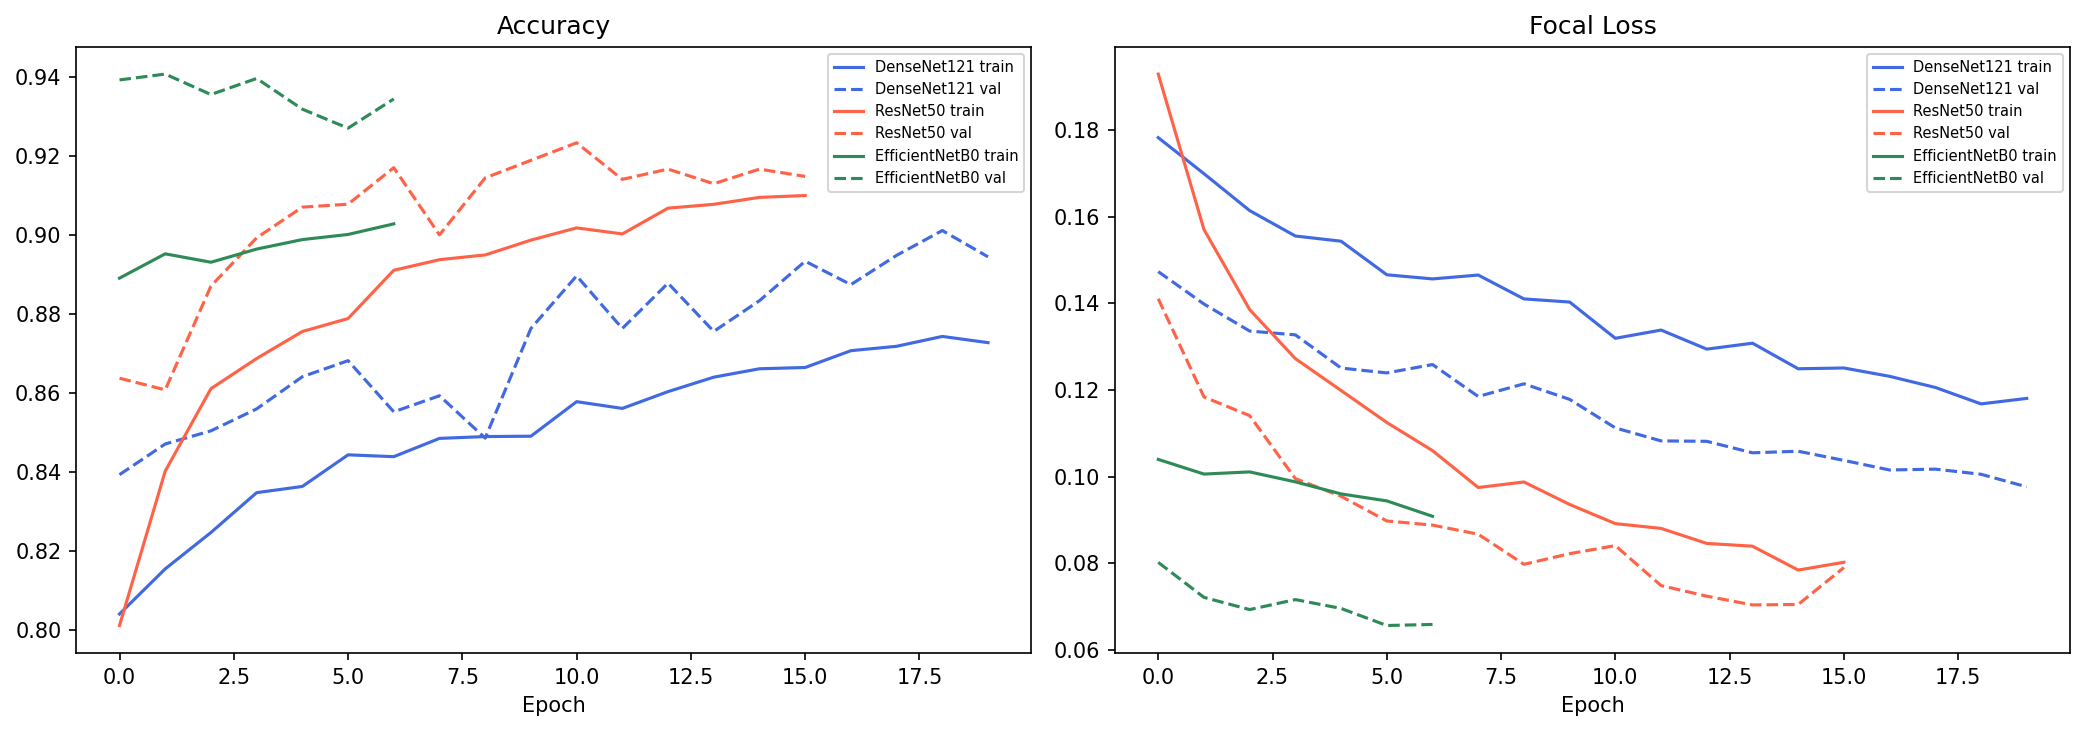 Accuracy
0.94
0.92
0.90
0.88
0.86
0.84
0.82
0.80
DenseNet121 train
DenseNet121 val
ResNet50 train
ResNet50 val
EfficientNetB0 train
EfficientNetB0 val
0.0 2.5 5.0 7.5 10.0 12.5 15.0 17.5
Epoch
Focal Loss
0.18
0.16
0.14
0.12
0.10
0.08
0.06
DenseNet121 train
DenseNet121 val
ResNet50 train
ResNet50 val
EfficientNetB0 train
EfficientNetB0 val
0.0 2.5 5.0 7.5 10.0 12.5 15.0 17.5
Epoch